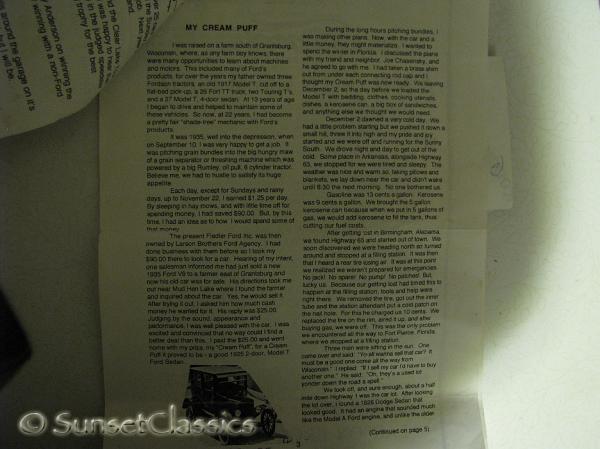 MY CREAM PUFF
I was raised on a farm south of Grantsburg,
Wisconsin, where, as any farm boy knows, there
were many opportunities to learn about machines
and motors. This included many of Ford's
products, for over the years my father owned three
Fordson tractors, an old 1917 Model T, cut off to a
flat-bed pick-up, a 26 Fort TT truck, two Touring T's
and a 27 Model T, 4-door sedan. At 13 years of age
I began to drive and helped to maintain some of
these vehicles. So now, at 22 years, I had become
a pretty fair "shade-tree" mechanic with Ford's
products.
It was 1935, well into the depression, when
on September 10, I was very happy to get a job. It
was pitching grain bundles into the big hungry maw
of a grain separator or threshing machine which was
powered by a big Rumley, oil pull, 6 cylinder tractor.
Believe me, we had to hustle to satisfy its huge
appetite.
Each day, except for Sundays and rainy
days, up to November 22, I earned $1.25 per day.
By sleeping in hay mows, and with little time off for
spending money, I had saved $90.00. But, by this
time, I had an idea as to how I would spend some of
that money.
The present Fiedler Ford Inc. was then
owned by Larson Brothers Ford Agency. I had
done business with them before so I took my
$90.00 there to look for a car. Hearing of my intent,
one salesman informed me he had just sold a new
1935 Ford V8 to a farmer east of Grantsburg and
now his old car was for sale. His directions took me
out near Mud Hen Lake where I found the farmer
and inquired about the car. Yes, he would sell it.
After trying it out, I asked him how much cash
money he wanted for it. His reply was $25.00.
Judging by the sound, appearance and
performance, I was well pleased with the car. I was
excited and convinced that no way could I find a
better deal than this. I paid the $25.00 and went
home with my prize, my "Cream Puff", for a Cream
Puff it proved to be - a good 1925 2-door, Model T
Ford Sedan.
During the long hours pitching bundles, I
was making other plans. Now, with the car and a
little money, they might materialize. I wanted to
spend the winter in Florida. I discussed the plans
with my friend and neighbor, Joe Chasensky, and
he agreed to go with me. I had taken a brass shim
out from under each connecting rod cap and I
thought my Cream Puff was now ready. We leaving
December 2, so the day before we loaded the
Model T with bedding, clothes, cooking utensils,
dishes, a kerosene can, a big box of sandwiches,
and anything else we thought we would need.
December 2 dawned a very cold day. We
had a little problem starting but we pushed it down a
small hill, threw it into high and my pride and joy
started and we were off and running for the Sunny
South. We drove night and day to get out of the
cold. Some place in Arkansas, alongside Highway
63, we stopped for we were tired and sleepy. The
weather was nice and warm so, taking pillows and
blankets, we lay down near the car and didn't wake
until 8:30 the next morning. No one bothered us.
Gasoline was 13 cents a gallon. Kerosene
was 9 cents a gallon. We brought the 5 gallon
kerosene can because when we put in 5 gallons of
gas, we would add kerosene to fill the tank, thus
cutting our fuel costs.
After getting lost in Birmingham, Alabama,
we found Highway 63 and started out of town. We
soon discovered we were heading north so turned
around and stopped at a filling station. It was then
that I heard a rear tire losing air. It was at this point
we realized we weren't prepared for emergencies.
No jack! No spare! No pump! No patches! But,
lucky us. Because our getting lost had timed this to
happen at the filling station, tools and help were
right there. We removed the tire, got out the inner
tube and the station attendant put a cold patch on
the nail hole. For this he charged us 10 cents. We
replaced the tire on the rim, aired it up, and after
buying gas, we were off. This was the only problem
we encountered all the way to Fort Pierce, Florida,
where we stopped at a filling station.
Three men were sitting in the sun. One
came over and said: "Yo-all wanna sell that car? It
must be a good one come all the way from
Wisconsin." I replied: "If I sell my car I'd have to buy
another one." He said: "Oh, they's a used lot
yonder down the road a spell."
We took off, and sure enough, about a half
mile down Highway 1 was the car lot. After looking
the lot over, I found a 1926 Dodge Sedan that
looked good. It had an engine that sounded much
like the Model A Ford engine, and unlike the older
(Continued on page 5)
3
© SunsetClassics